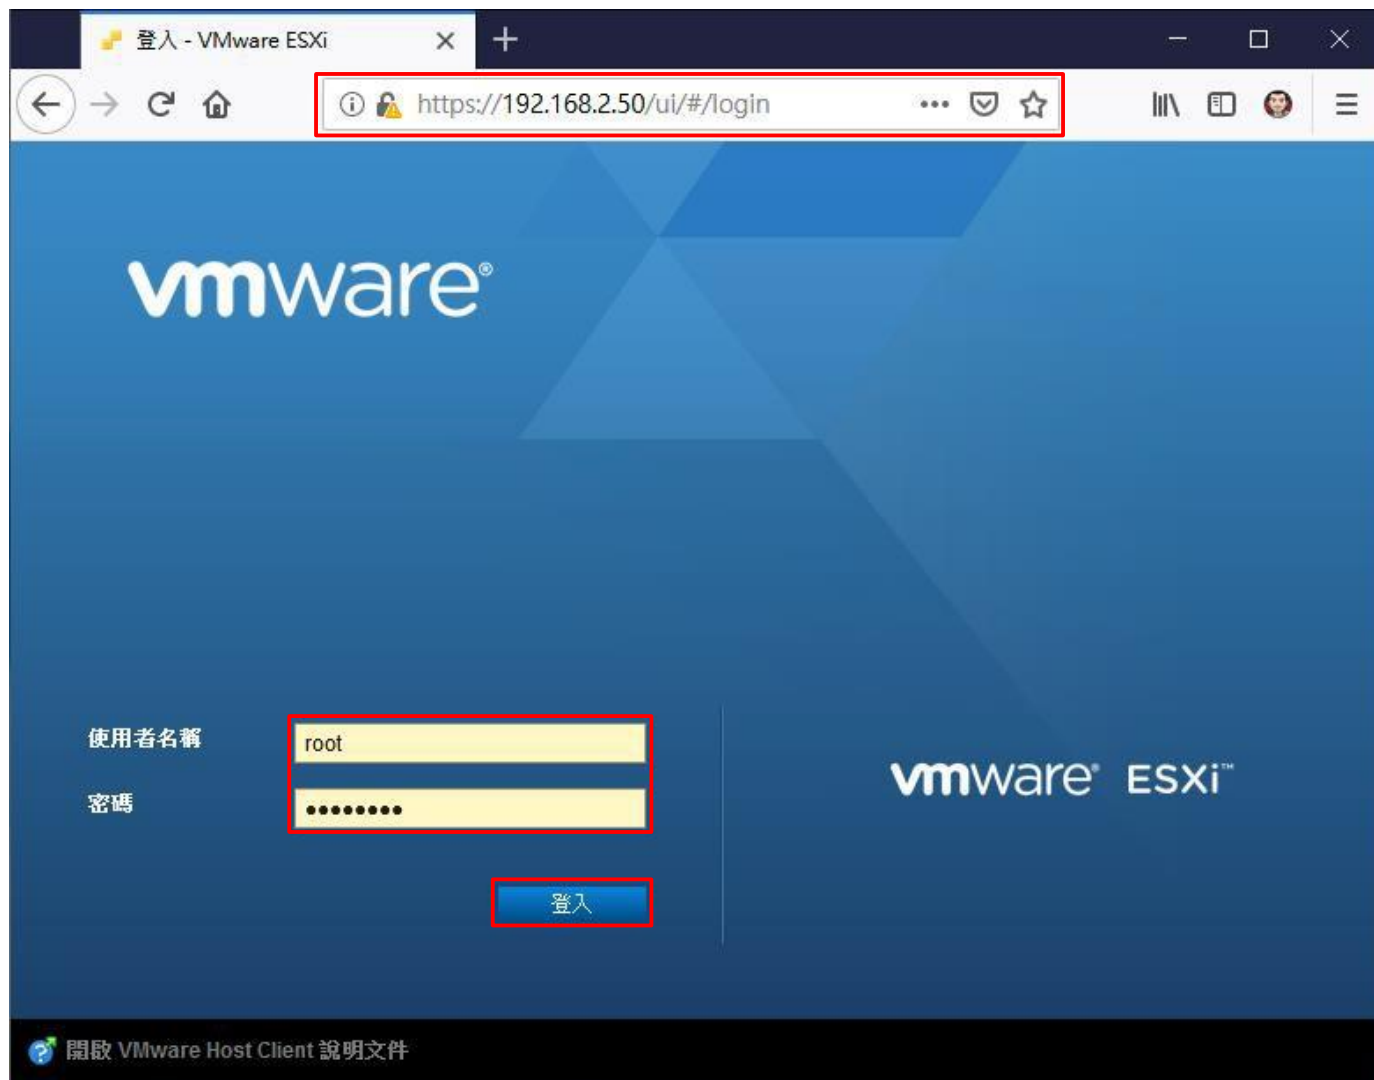 登入 - VMware ESXi
https://192.168.2.50/ui/#/login
vmware®
使用者名稱
root
密碼
••••••••
登入
vmware® ESXi™
開啟 VMware Host Client 說明文件